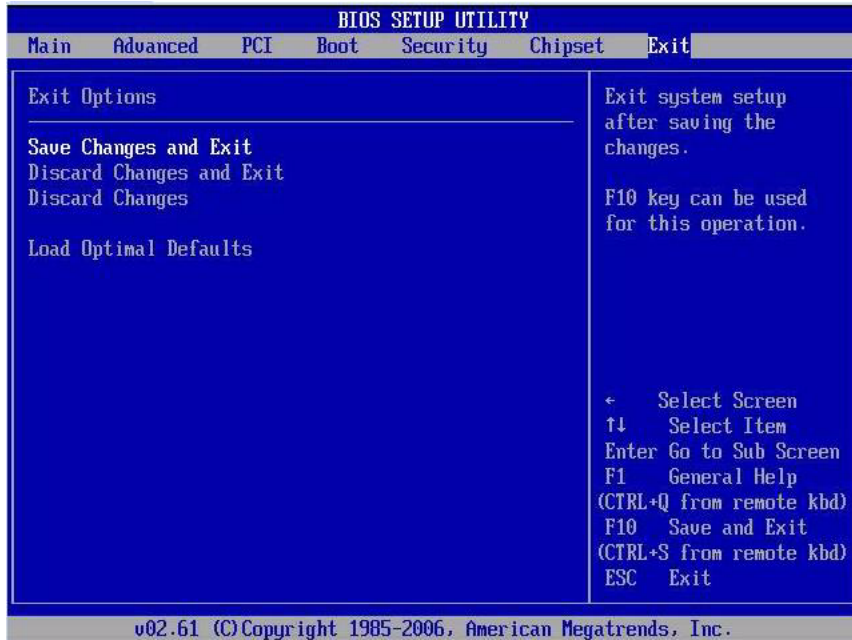 BIOS SETUP UTILITY
Main Advanced PCI Boot Security Chipset Exit
Exit Options
Save Changes and Exit
Discard Changes and Exit
Discard Changes
Load Optimal Defaults
Exit system setup
after saving the
changes.
F10 key can be used
for this operation.
← Select Screen
↑↓ Select Item
Enter Go to Sub Screen
F1 General Help
(CTRL+Q from remote kbd)
F10 Save and Exit
(CTRL+S from remote kbd)
ESC Exit
v02.61 (C)Copyright 1985-2006, American Megatrends, Inc.